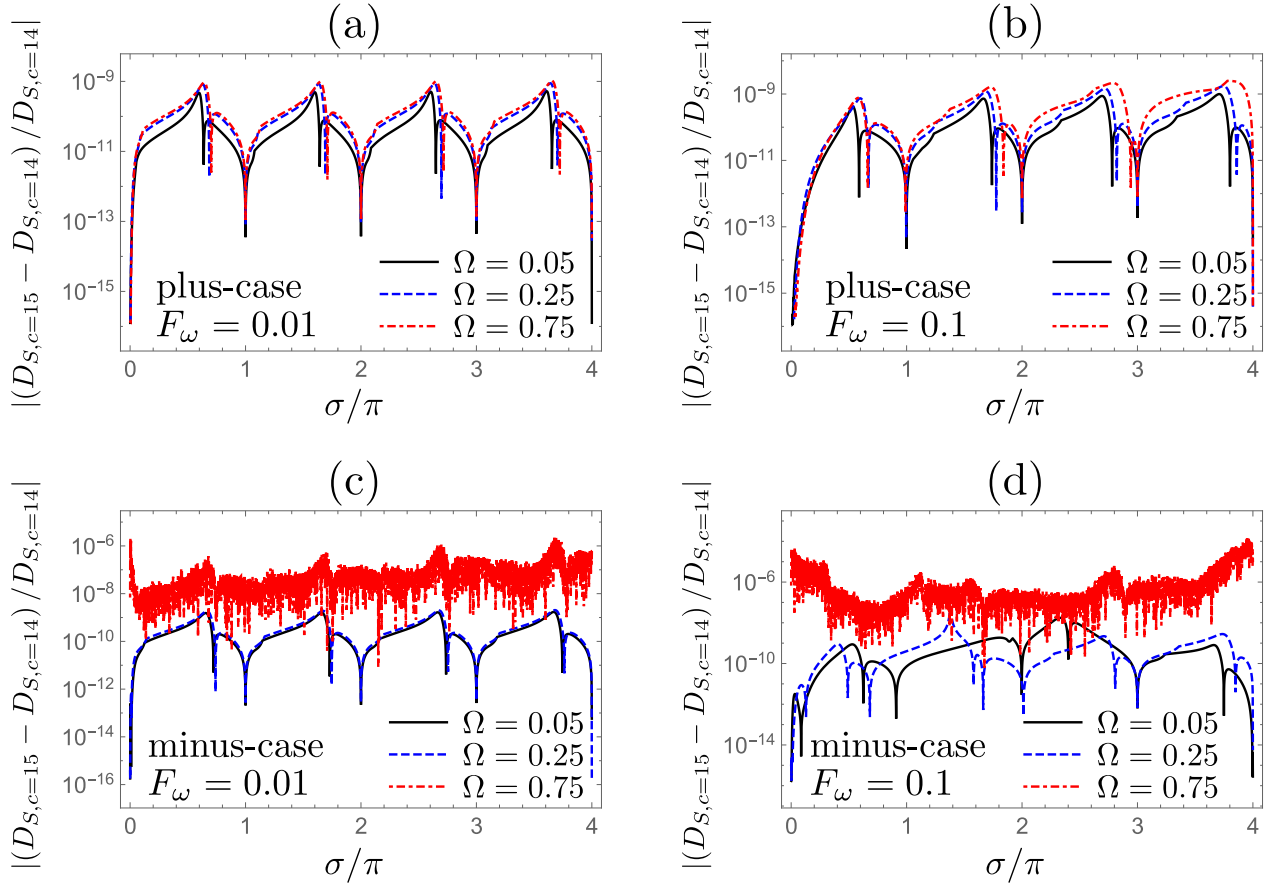 (a)
|(D_{S,c=15} − D_{S,c=14})/D_{S,c=14}|
10^{−9}
10^{−11}
10^{−13}
10^{−15}
plus-case
F_ω = 0.01
Ω = 0.05
Ω = 0.25
Ω = 0.75
0 1 2 3 4
σ/π
(b)
|(D_{S,c=15} − D_{S,c=14})/D_{S,c=14}|
10^{−9}
10^{−11}
10^{−13}
10^{−15}
plus-case
F_ω = 0.1
Ω = 0.05
Ω = 0.25
Ω = 0.75
0 1 2 3 4
σ/π
(c)
|(D_{S,c=15} − D_{S,c=14})/D_{S,c=14}|
10^{−6}
10^{−8}
10^{−10}
10^{−12}
10^{−14}
10^{−16}
minus-case
F_ω = 0.01
Ω = 0.05
Ω = 0.25
Ω = 0.75
0 1 2 3 4
σ/π
(d)
|(D_{S,c=15} − D_{S,c=14})/D_{S,c=14}|
10^{−6}
10^{−10}
10^{−14}
minus-case
F_ω = 0.1
Ω = 0.05
Ω = 0.25
Ω = 0.75
0 1 2 3 4
σ/π